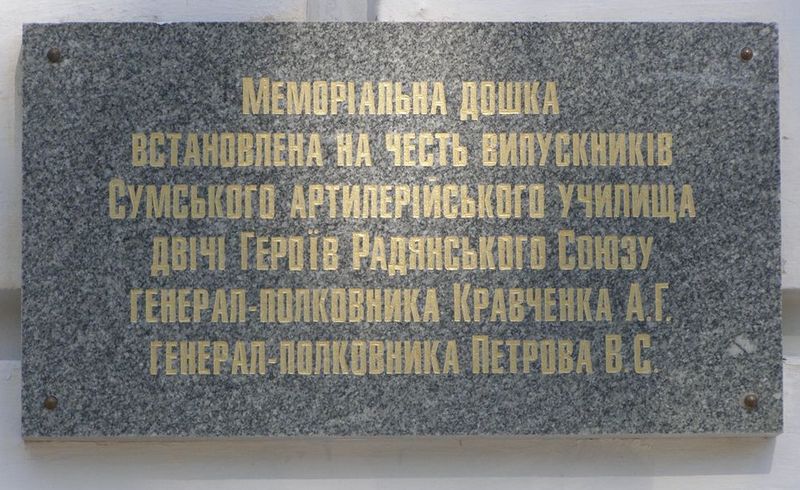 Меморіальна дошка
встановлена на честь випускників
Сумського артилерійського училища
двічі Героїв Радянського Союзу
генерал-полковника Кравченка А.Г.
генерал-полковника Петрова В.С.